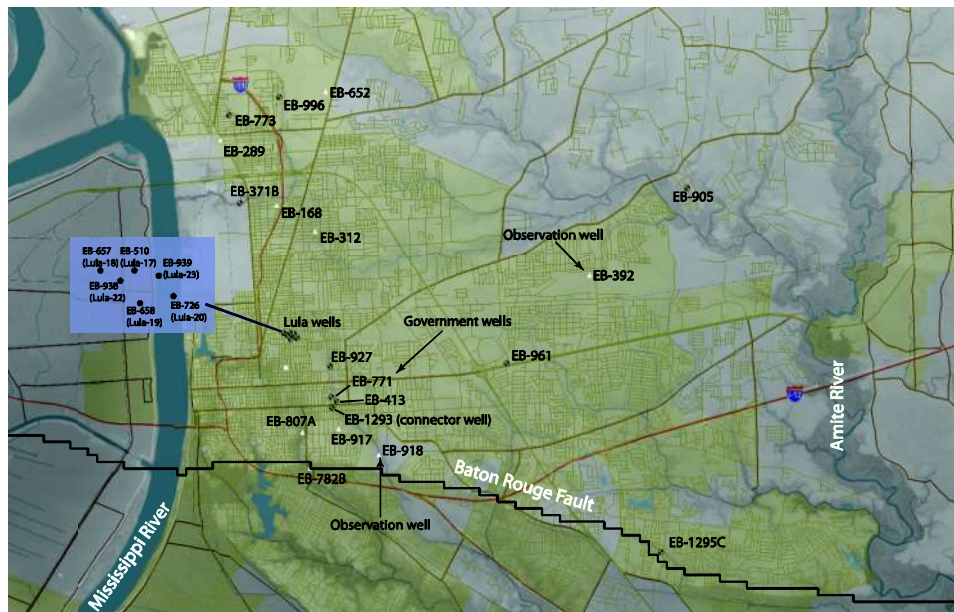 EB-996
EB-652
EB-773
EB-289
EB-371B
EB-168
EB-905
EB-312
Observation well
EB-392
EB-657
(Lula-18)
EB-510
(Lula-17)
EB-939
(Lula-23)
EB-938
(Lula-22)
EB-658
(Lula-19)
EB-726
(Lula-20)
Lula wells
Government wells
EB-927
EB-961
EB-771
EB-413
EB-1293 (connector well)
EB-807A
EB-917
EB-918
EB-782B
Observation well
Baton Rouge Fault
EB-1295C
Mississippi River
Amite River